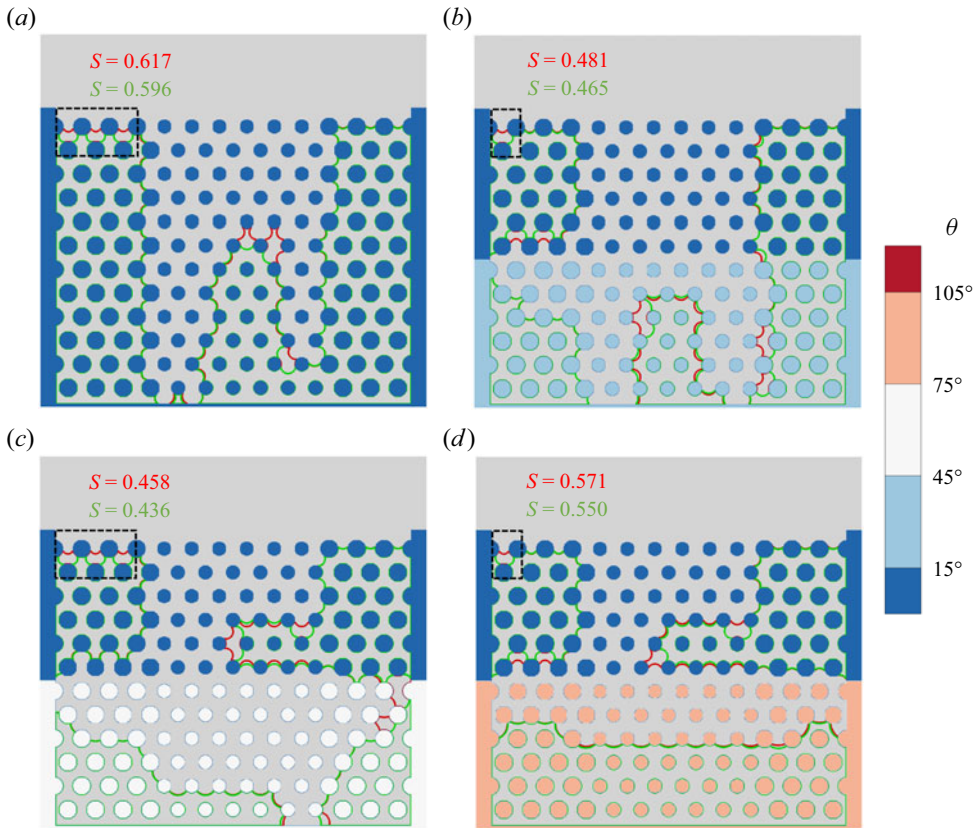 (a)
S = 0.617
S = 0.596
(b)
S = 0.481
S = 0.465
(c)
S = 0.458
S = 0.436
(d)
S = 0.571
S = 0.550
θ
105°
75°
45°
15°